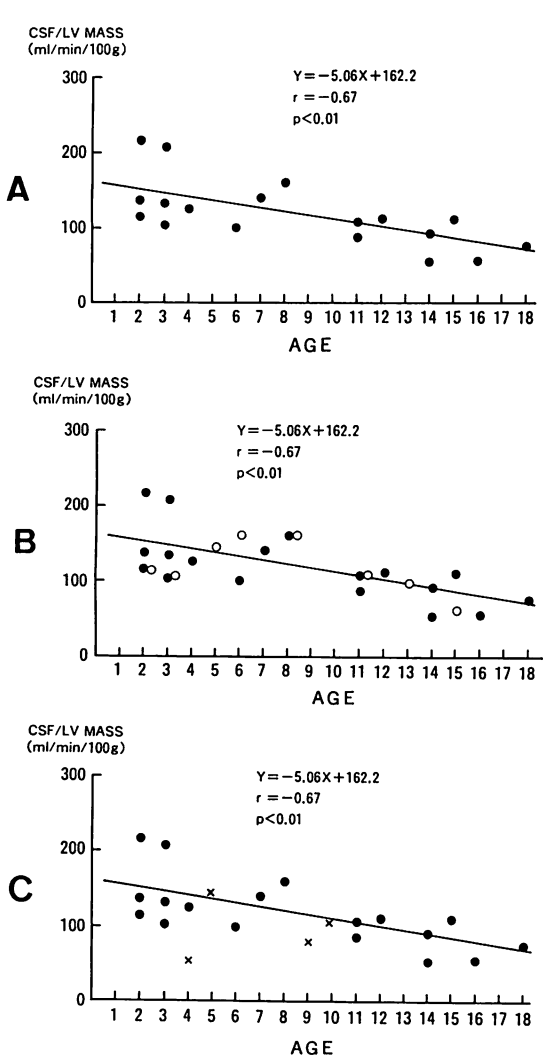 CSF/LV MASS
(ml/min/100g)
Y=−5.06X+162.2
r =−0.67
p<0.01
300
200
100
0
A
1 2 3 4 5 6 7 8 9 10 11 12 13 14 15 16 17 18
AGE
CSF/LV MASS
(ml/min/100g)
Y=−5.06X+162.2
r =−0.67
p<0.01
300
200
100
0
B
1 2 3 4 5 6 7 8 9 10 11 12 13 14 15 16 17 18
AGE
CSF/LV MASS
(ml/min/100g)
Y=−5.06X+162.2
r =−0.67
p<0.01
300
200
100
0
C
1 2 3 4 5 6 7 8 9 10 11 12 13 14 15 16 17 18
AGE